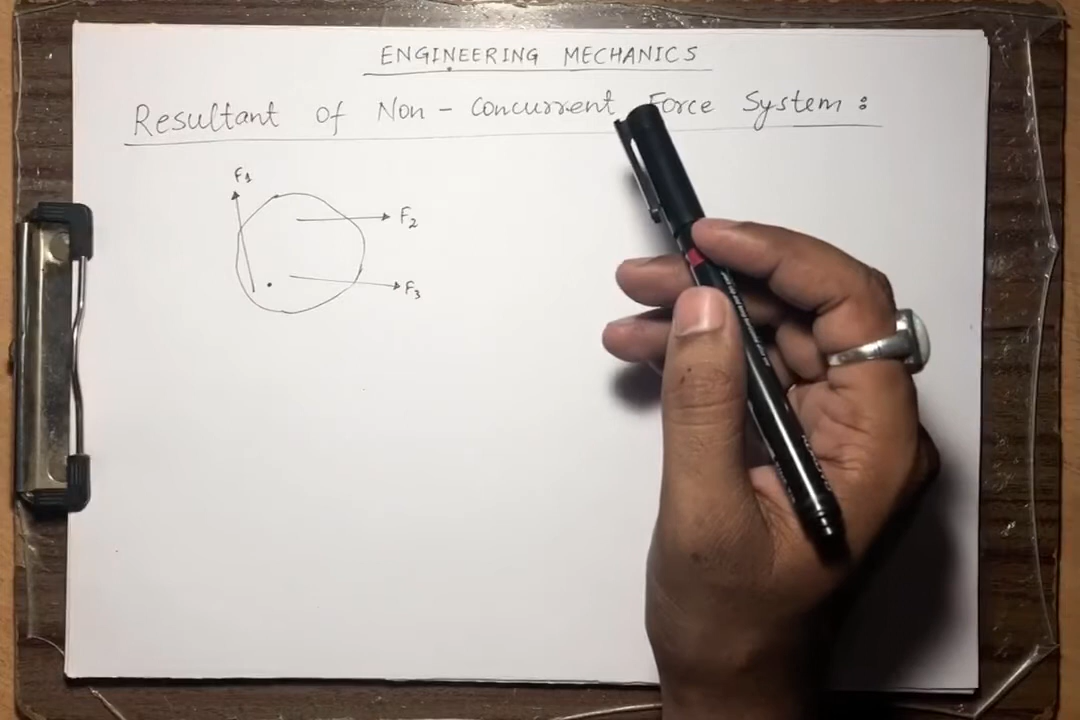 ENGINEERING MECHANICS
Resultant of Non - Concurrent Force System :
F1
F2
F3